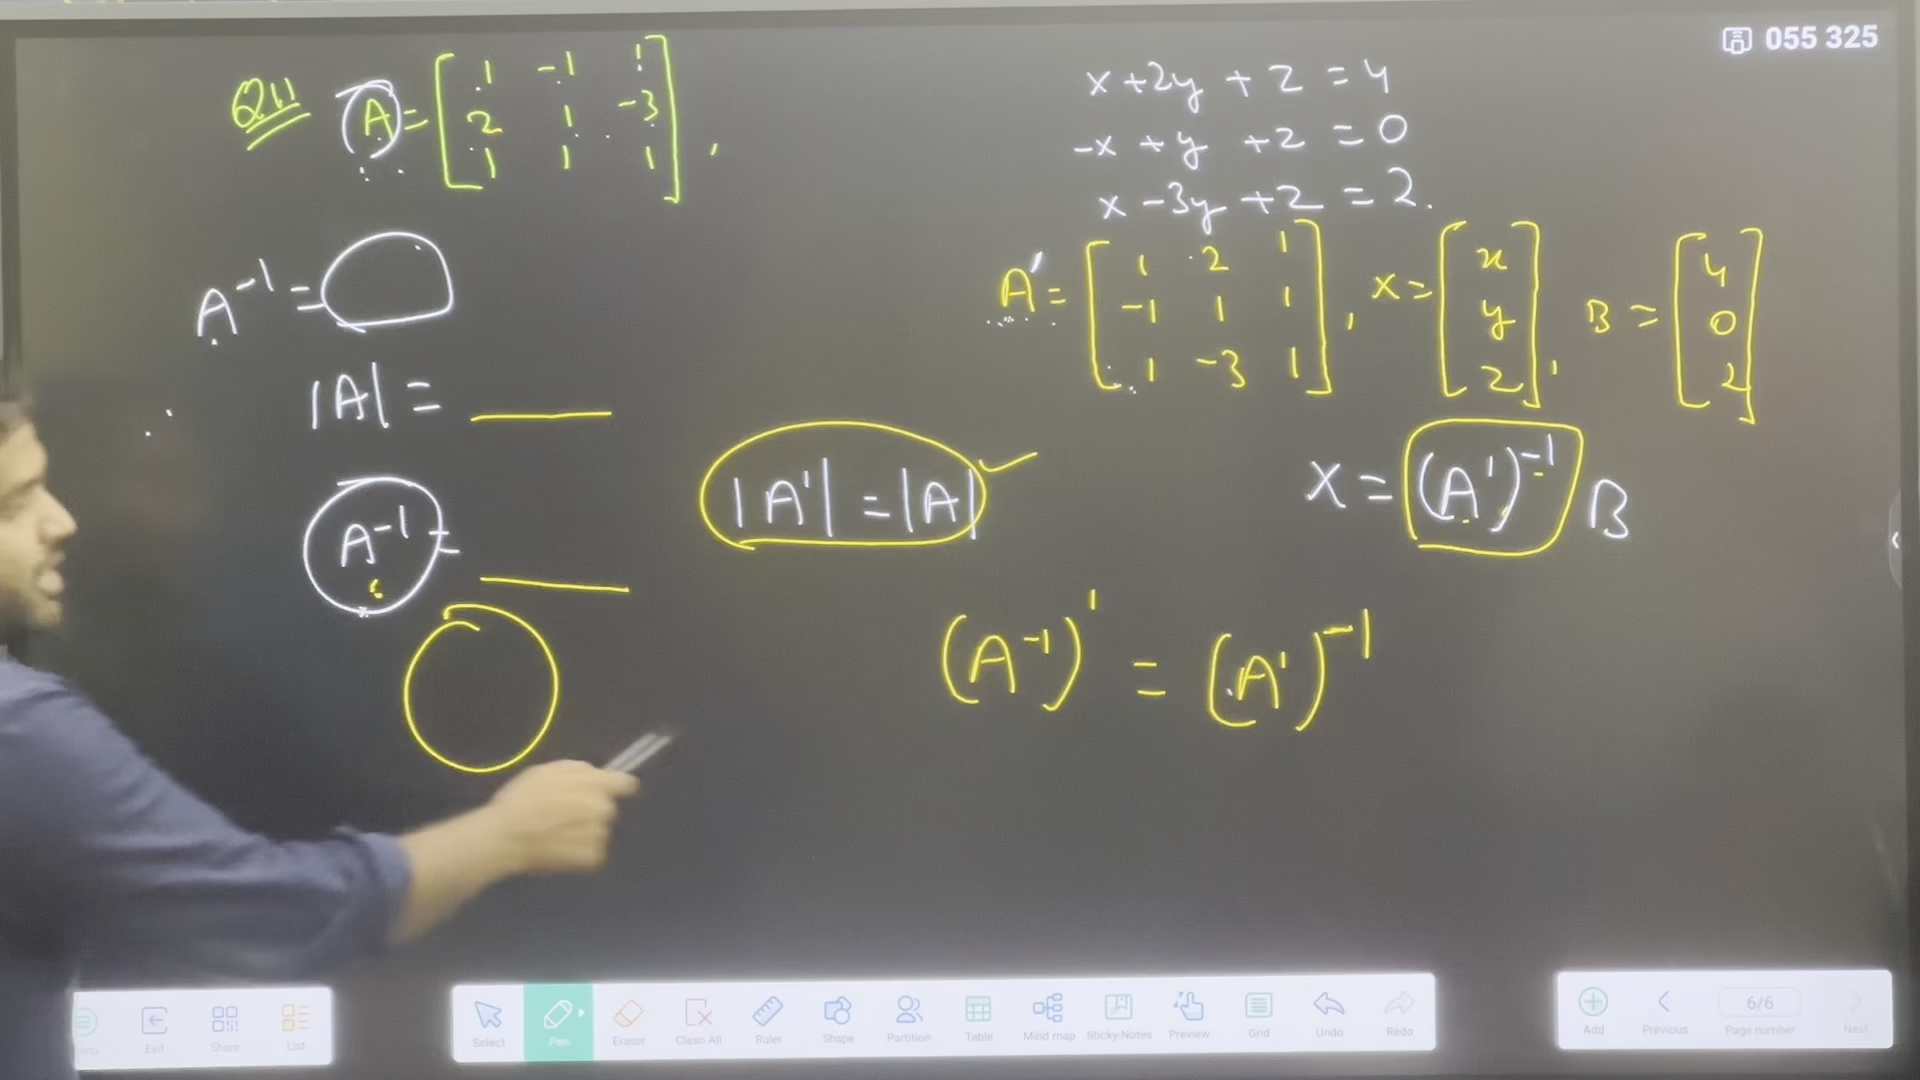 055 325
Q11 A = [ 1 -1 1
2 1 -3
1 1 1 ] ,
x + 2y + z = 4
-x + y + z = 0
x - 3y + z = 2.
A' = [ 1 2 1
-1 1 1
1 -3 1 ] , X = [ x
y
z ] , B = [ 4
0
2 ]
A⁻¹ =
|A| =
|A'| = |A| ✓
X = (A')⁻¹ B
A⁻¹ =
(A⁻¹)' = (A')⁻¹
Exit Share List
Select Pen Eraser Clean All Ruler Shape Partition Table Mind map Sticky-Notes Preview Grid Undo Redo
Add Previous 6/6 Page number Next